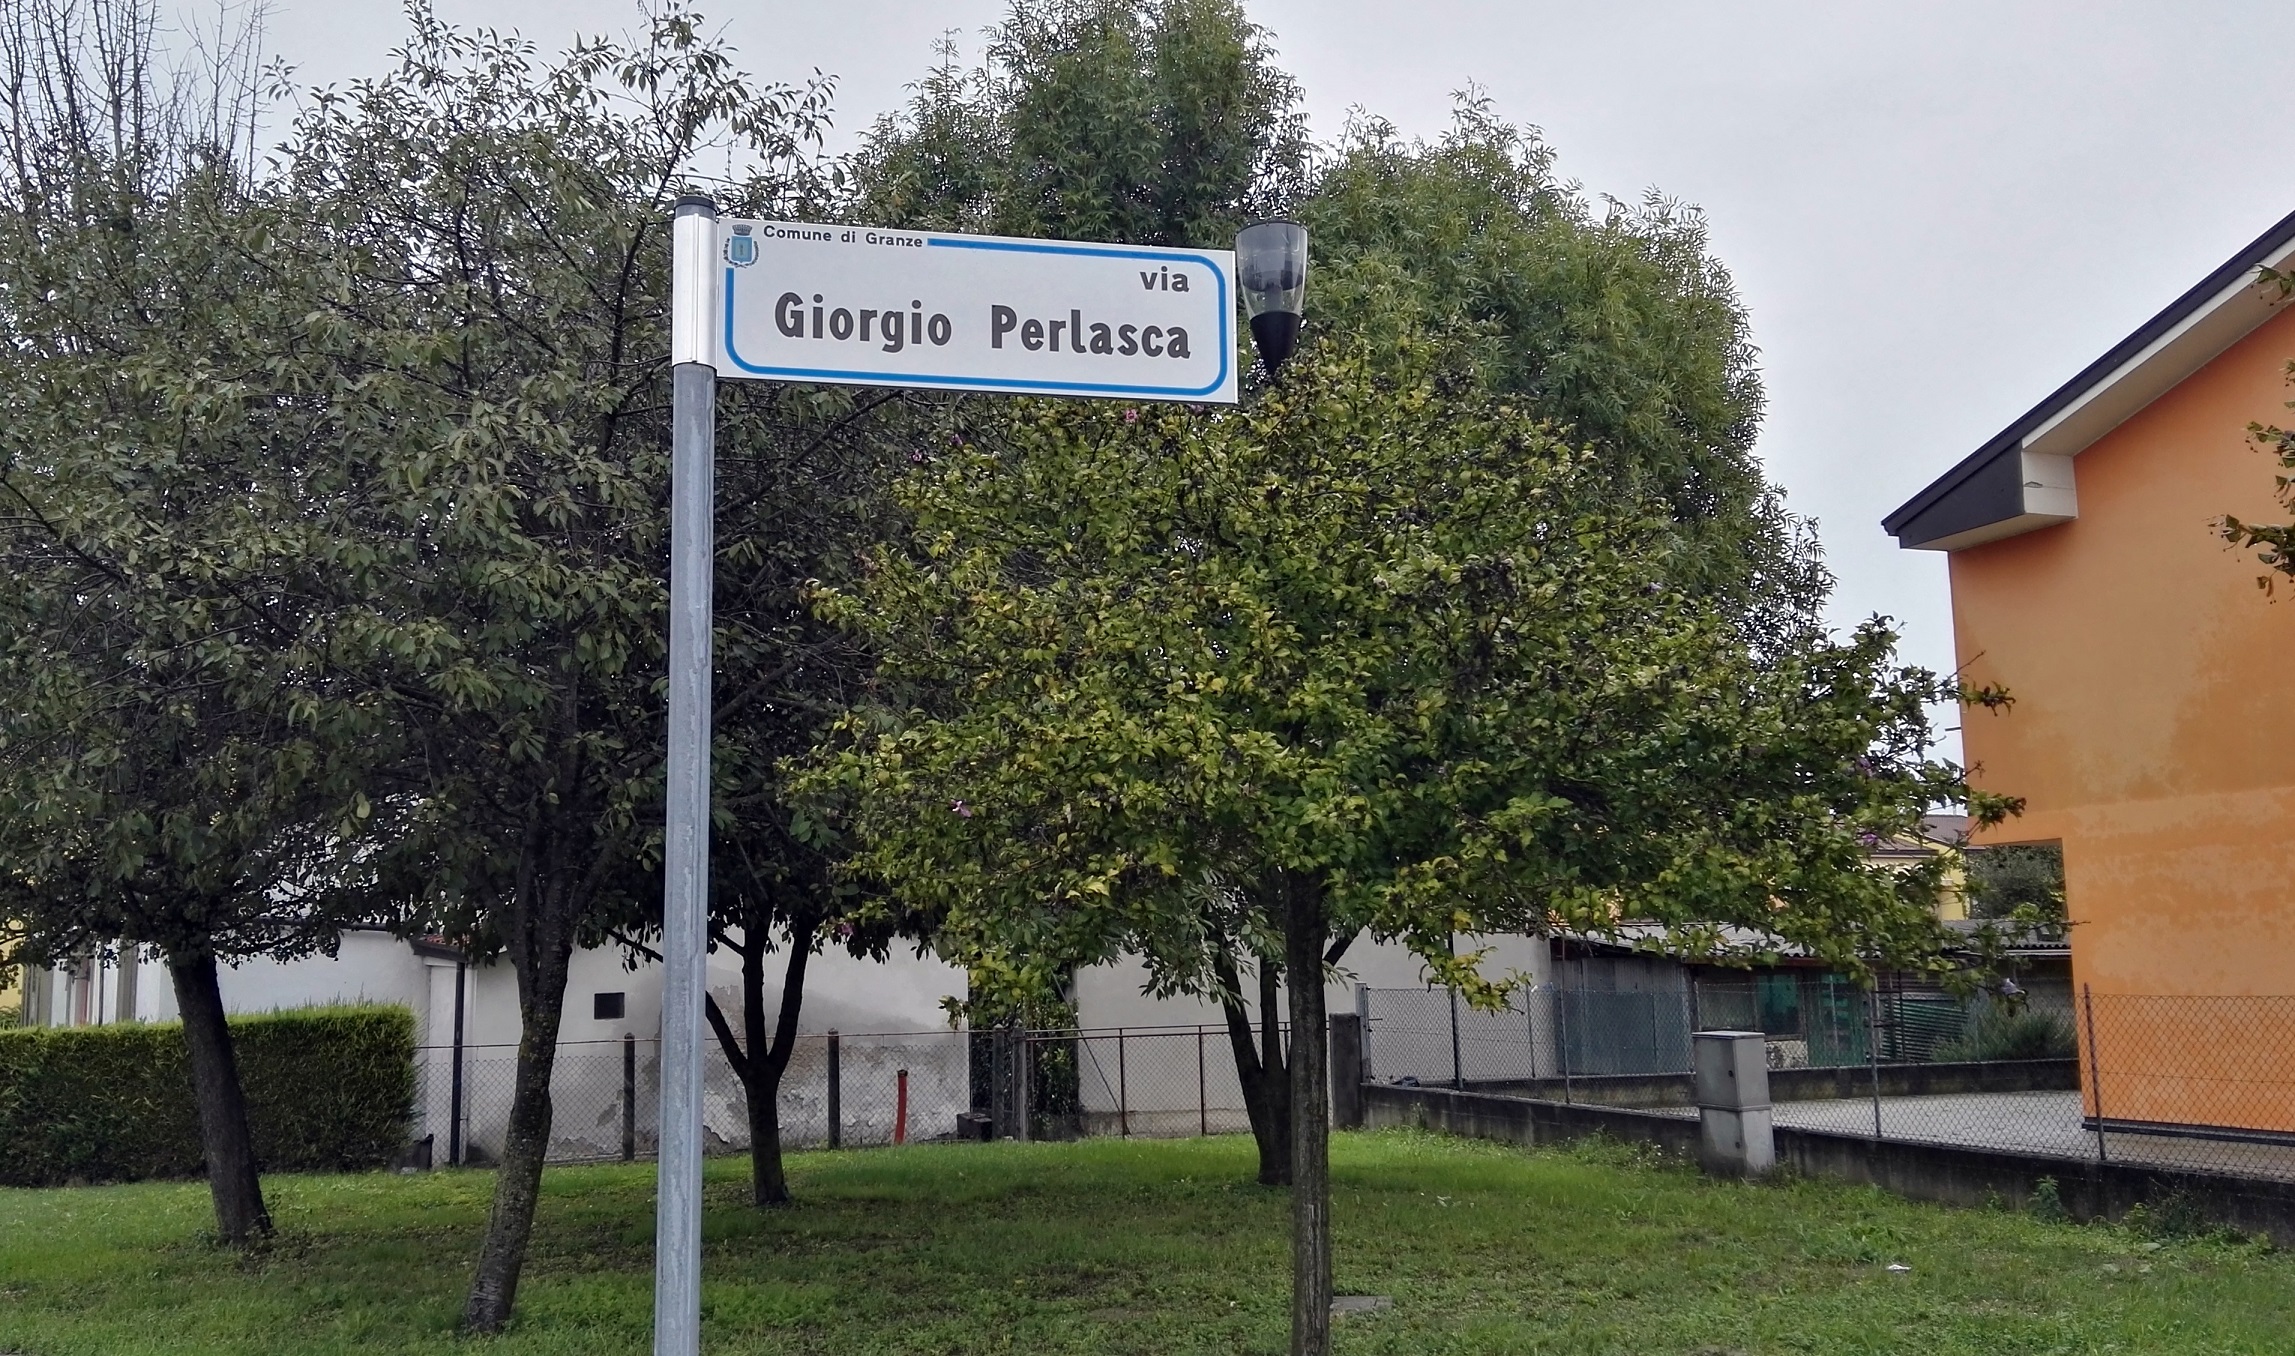 Comune di Granze
via
Giorgio Perlasca